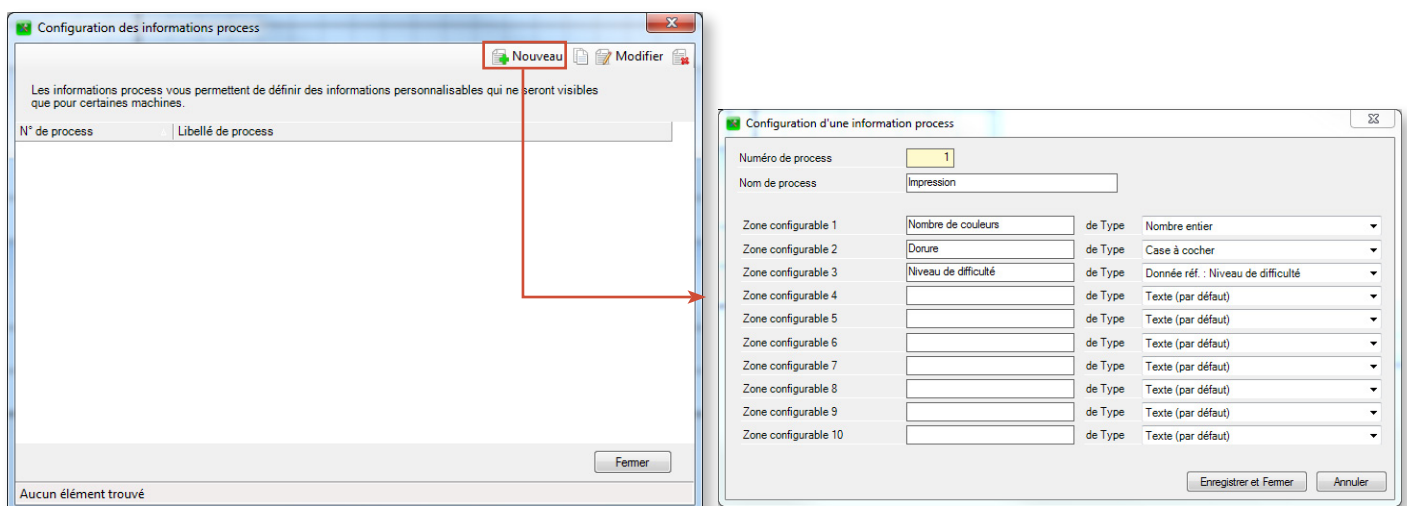 Configuration des informations process
Nouveau Modifier
Les informations process vous permettent de définir des informations personnalisables qui ne seront visibles
que pour certaines machines.
N° de process Libellé de process
Fermer
Aucun élément trouvé
Configuration d'une information process
Numéro de process 1
Nom de process Impression
Zone configurable 1 Nombre de couleurs de Type Nombre entier
Zone configurable 2 Dorure de Type Case à cocher
Zone configurable 3 Niveau de difficulté de Type Donnée réf. : Niveau de difficulté
Zone configurable 4 de Type Texte (par défaut)
Zone configurable 5 de Type Texte (par défaut)
Zone configurable 6 de Type Texte (par défaut)
Zone configurable 7 de Type Texte (par défaut)
Zone configurable 8 de Type Texte (par défaut)
Zone configurable 9 de Type Texte (par défaut)
Zone configurable 10 de Type Texte (par défaut)
Enregistrer et Fermer Annuler